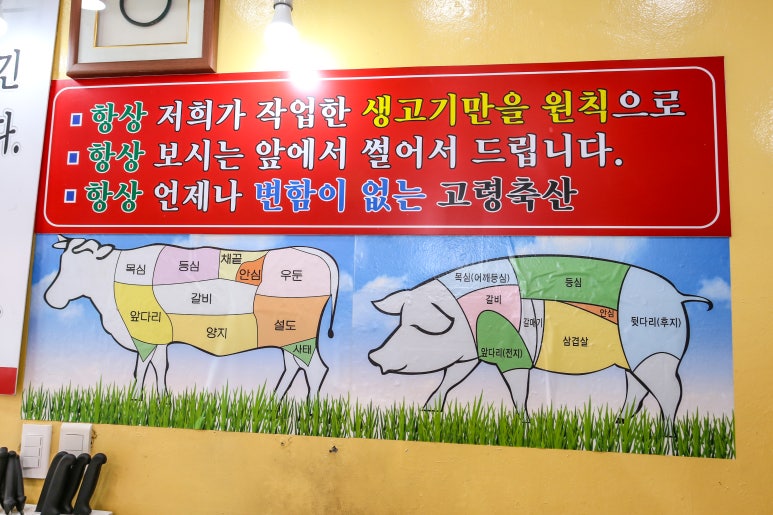 긴
다.
항상 저희가 작업한 생고기만을 원칙으로
항상 보시는 앞에서 썰어서 드립니다.
항상 언제나 변함이 없는 고령축산
목심
등심
채끝
안심
우둔
갈비
앞다리
양지
설도
사태
목심(어깨등심)
등심
갈비
갈매기
안심
앞다리(전지)
삼겹살
뒷다리(후지)